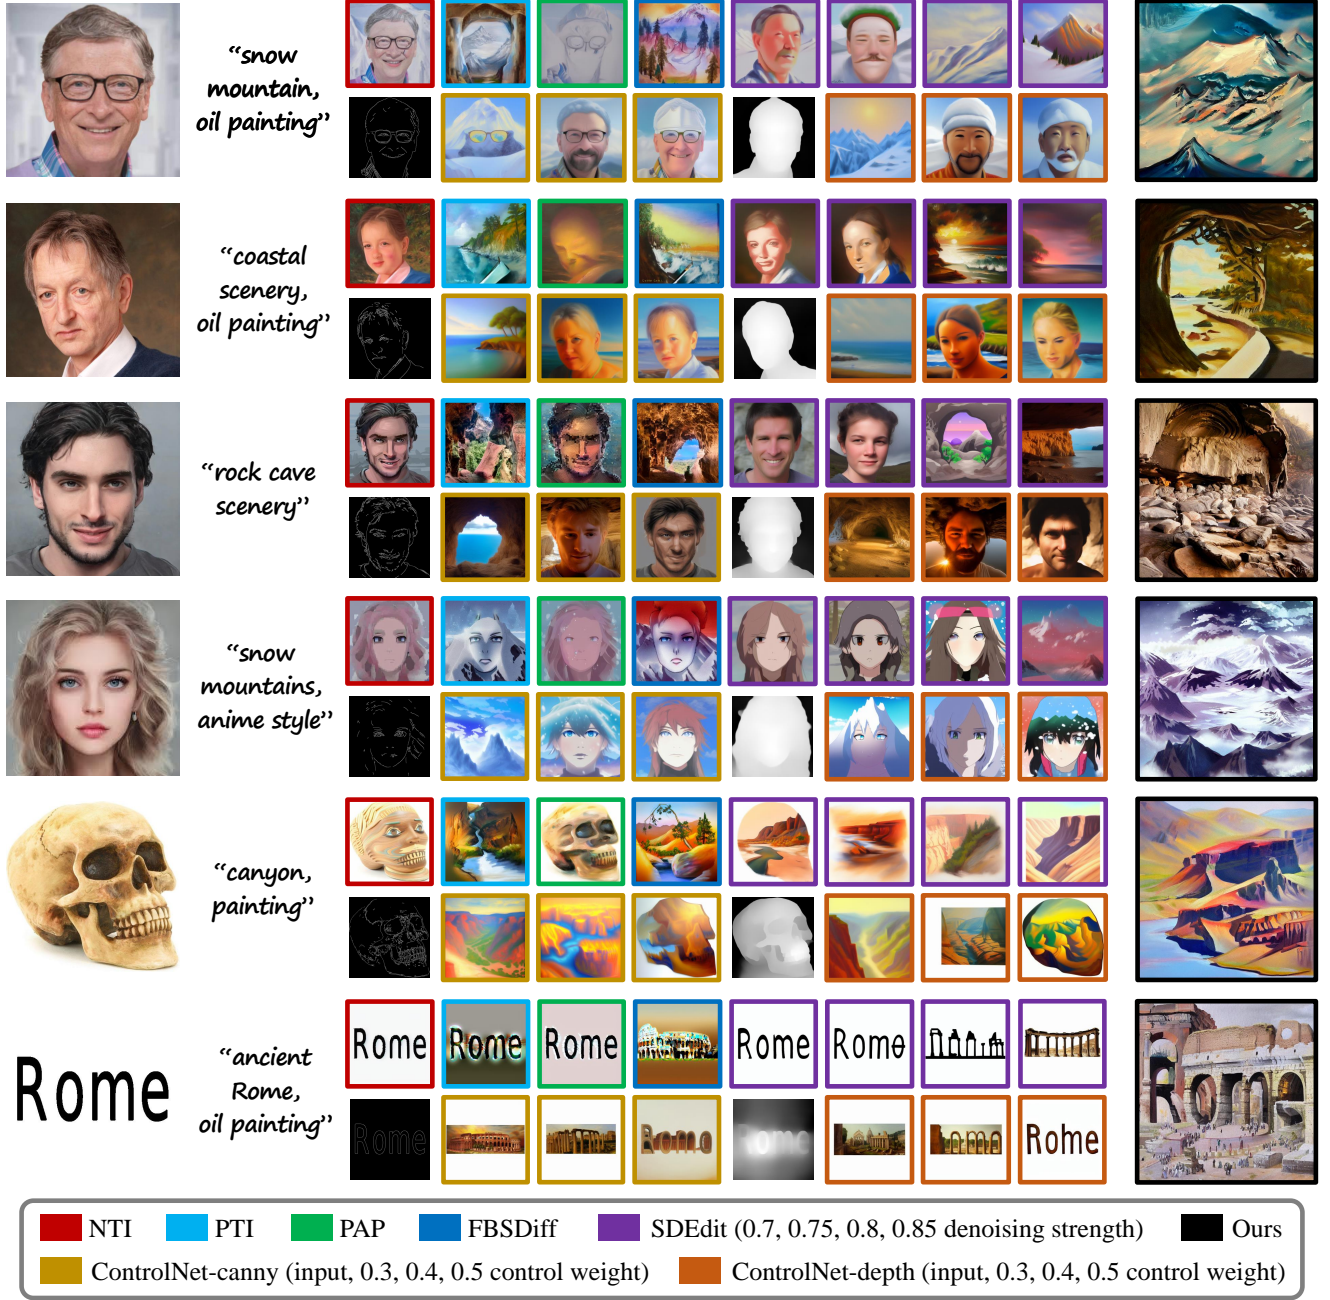 “snow
mountain,
oil painting”
“coastal
scenery,
oil painting”
“rock cave
scenery”
“snow
mountains,
anime style”
“canyon,
painting”
Rome
“ancient
Rome,
oil painting”
Rome
Rome
Rome
Rome
Roma
Rome
Rome
NTI
PTI
PAP
FBSDiff
SDEdit (0.7, 0.75, 0.8, 0.85 denoising strength)
Ours
ControlNet-canny (input, 0.3, 0.4, 0.5 control weight)
ControlNet-depth (input, 0.3, 0.4, 0.5 control weight)